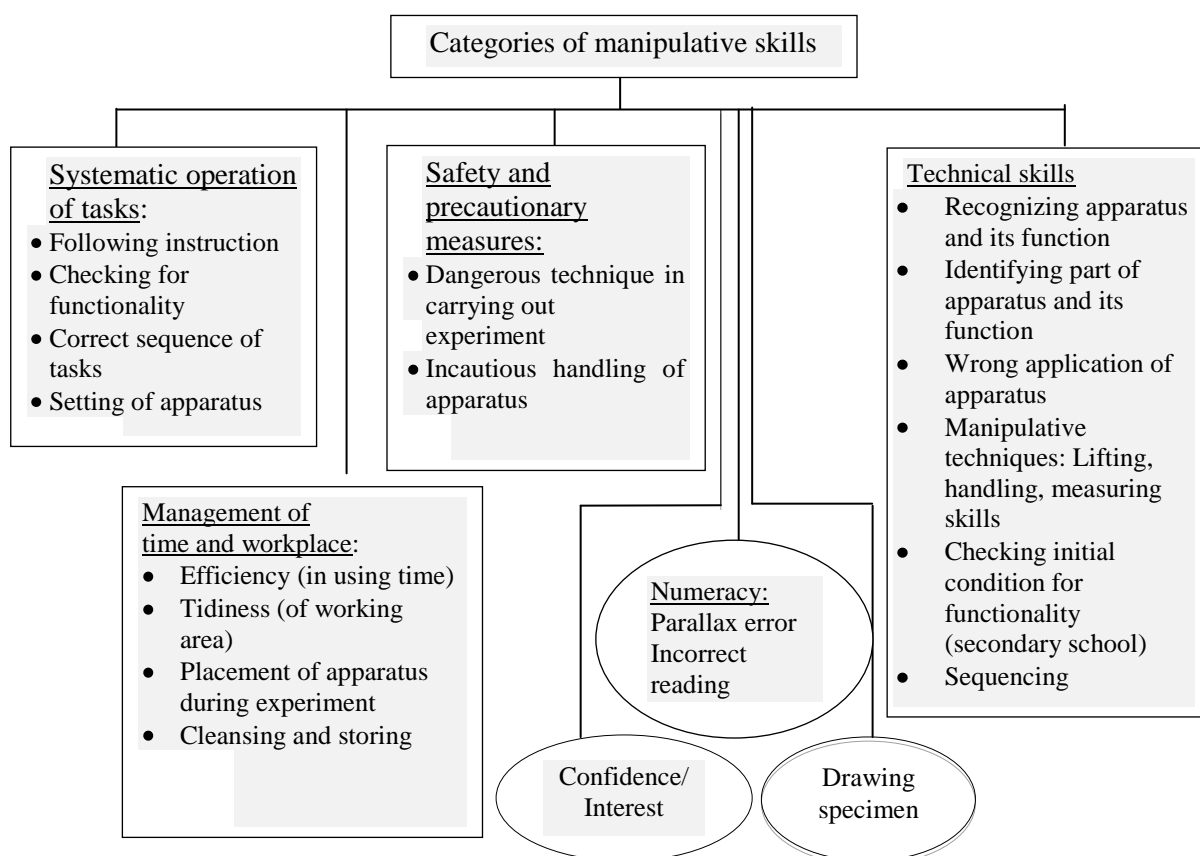 Categories of manipulative skills
Systematic operation
of tasks:
• Following instruction
• Checking for
functionality
• Correct sequence of
tasks
• Setting of apparatus
Safety and
precautionary
measures:
• Dangerous technique in
carrying out
experiment
• Incautious handling of
apparatus
Technical skills
• Recognizing apparatus
and its function
• Identifying part of
apparatus and its
function
• Wrong application of
apparatus
• Manipulative
techniques: Lifting,
handling, measuring
skills
• Checking initial
condition for
functionality
(secondary school)
• Sequencing
Management of
time and workplace:
• Efficiency (in using time)
• Tidiness (of working
area)
• Placement of apparatus
during experiment
• Cleansing and storing
Numeracy:
Parallax error
Incorrect
reading
Confidence/
Interest
Drawing
specimen